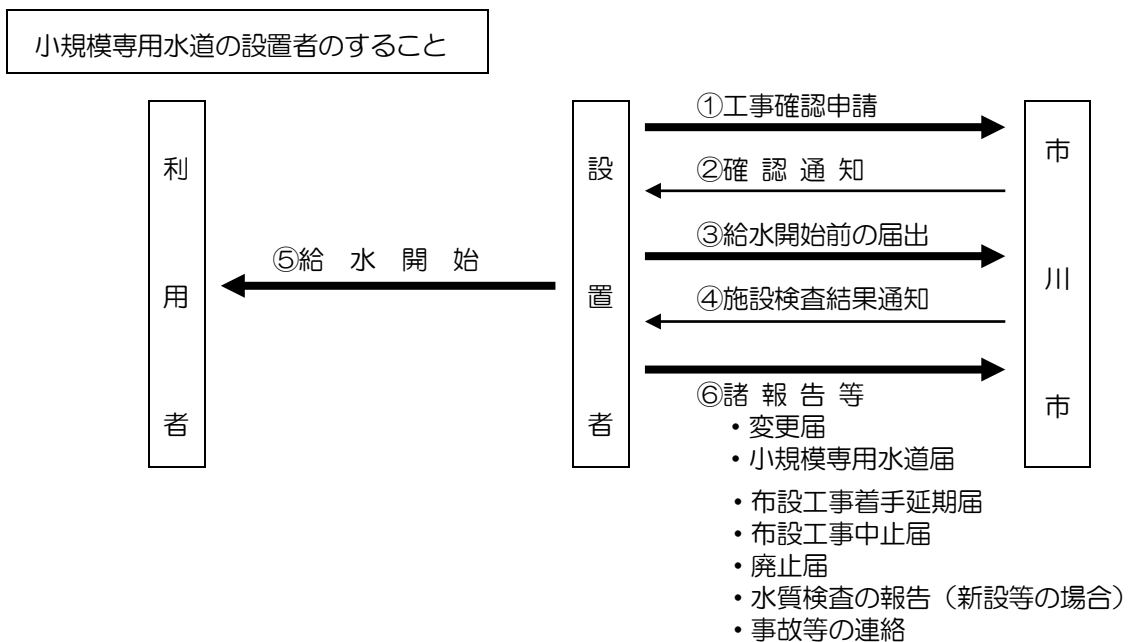 小規模専用水道の設置者のすること
利用者
設置者
市川市
①工事確認申請
②確 認 通 知
③給水開始前の届出
④施設検査結果通知
⑤給 水 開 始
⑥諸 報 告 等
・変更届
・小規模専用水道届
・布設工事着手延期届
・布設工事中止届
・廃止届
・水質検査の報告（新設等の場合）
・事故等の連絡